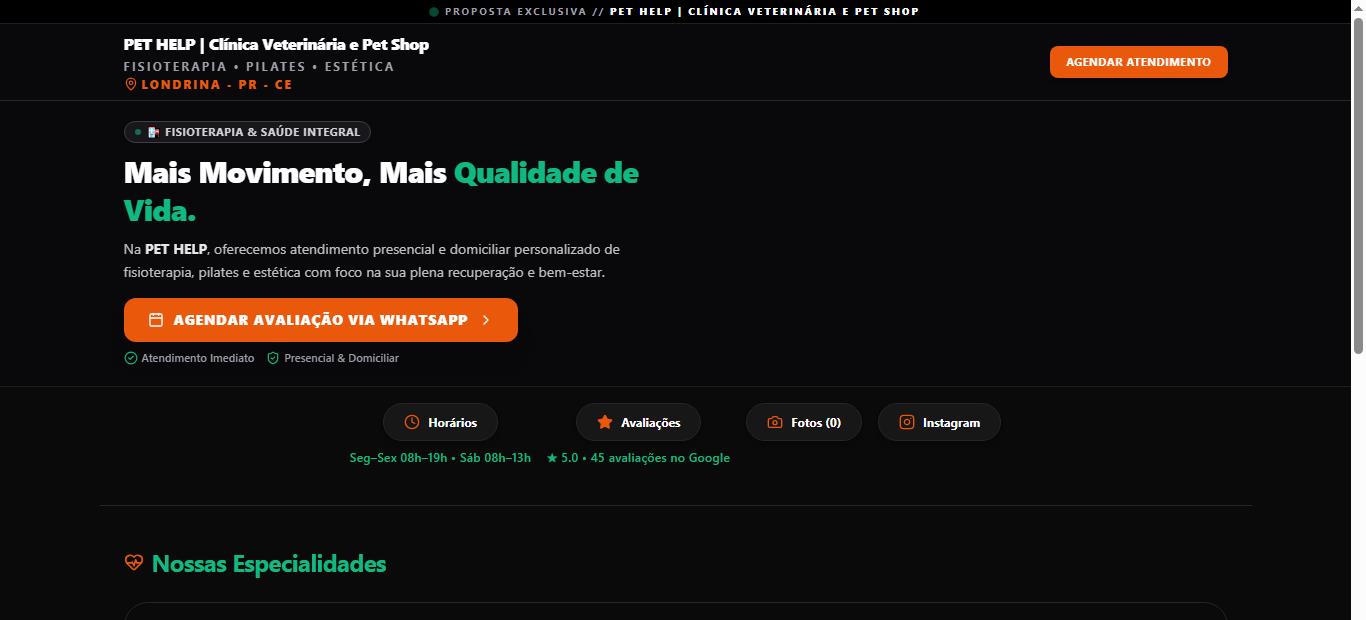 PROPOSTA EXCLUSIVA // PET HELP | CLÍNICA VETERINÁRIA E PET SHOP
PET HELP | Clínica Veterinária e Pet Shop
FISIOTERAPIA • PILATES • ESTÉTICA
LONDRINA - PR - CE
AGENDAR ATENDIMENTO
FISIOTERAPIA & SAÚDE INTEGRAL
Mais Movimento, Mais Qualidade de
Vida.
Na PET HELP, oferecemos atendimento presencial e domiciliar personalizado de
fisioterapia, pilates e estética com foco na sua plena recuperação e bem-estar.
AGENDAR AVALIAÇÃO VIA WHATSAPP
Atendimento Imediato Presencial & Domiciliar
Horários Avaliações Fotos (0) Instagram
Seg–Sex 08h–19h • Sáb 08h–13h ★ 5.0 • 45 avaliações no Google
Nossas Especialidades